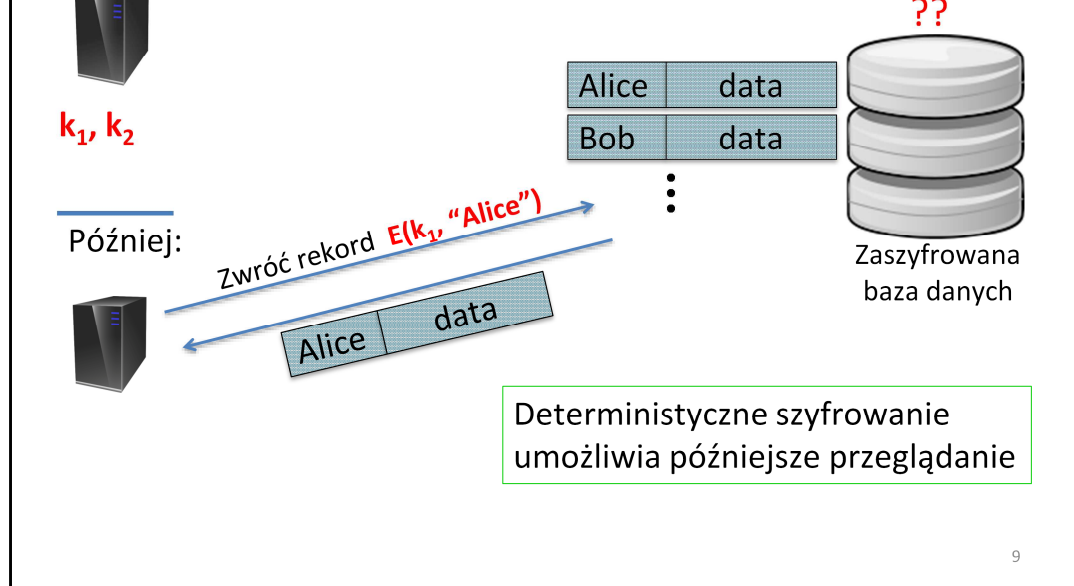 ??
Alice data
Bob data
k₁, k₂
Później:
Zwróć rekord E(k₁, “Alice”)
Alice data
Zaszyfrowana
baza danych
Deterministyczne szyfrowanie
umożliwia późniejsze przeglądanie
9